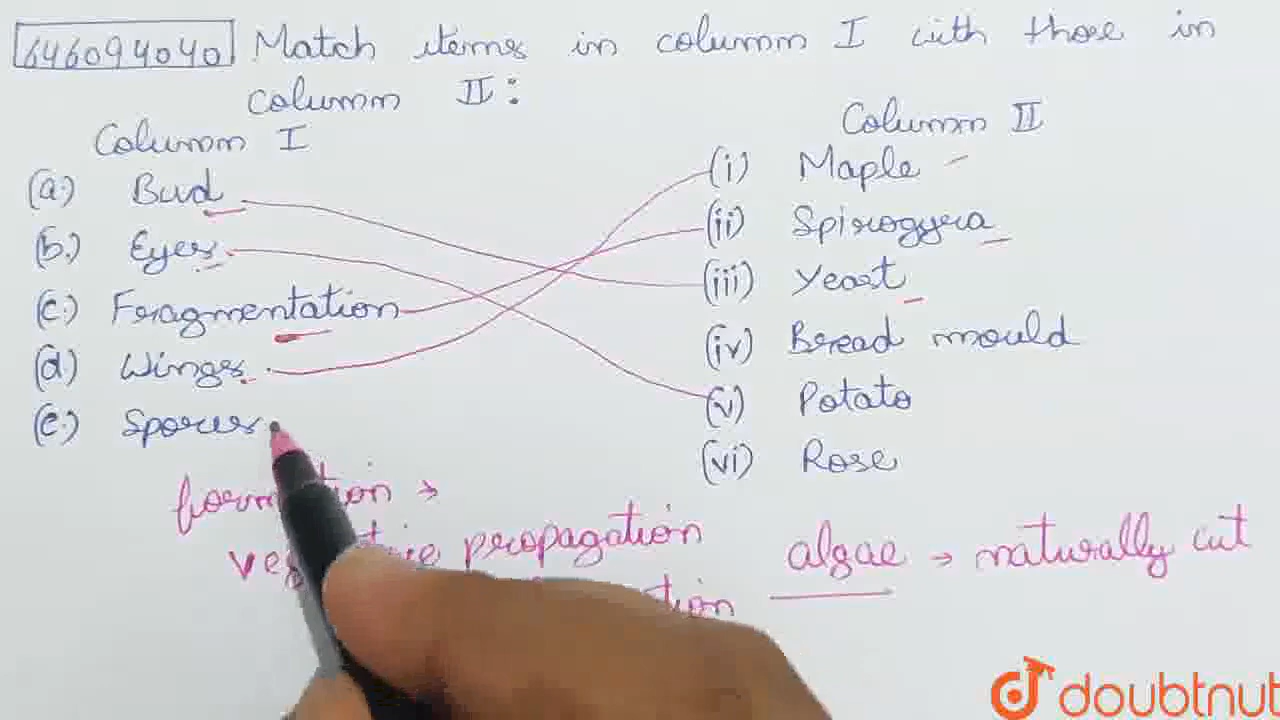 646094040 Match items in column I with those in
column II:
Column I
Column II
(a.) Bud
(i) Maple
(b.) Eyes
(ii) Spirogyra
(c.) Fragmentation
(iii) Yeast
(d.) Wings
(iv) Bread mould
(e.) Spores
(v) Potato
(vi) Rose
propagation
algae → naturally cut
doubtnut